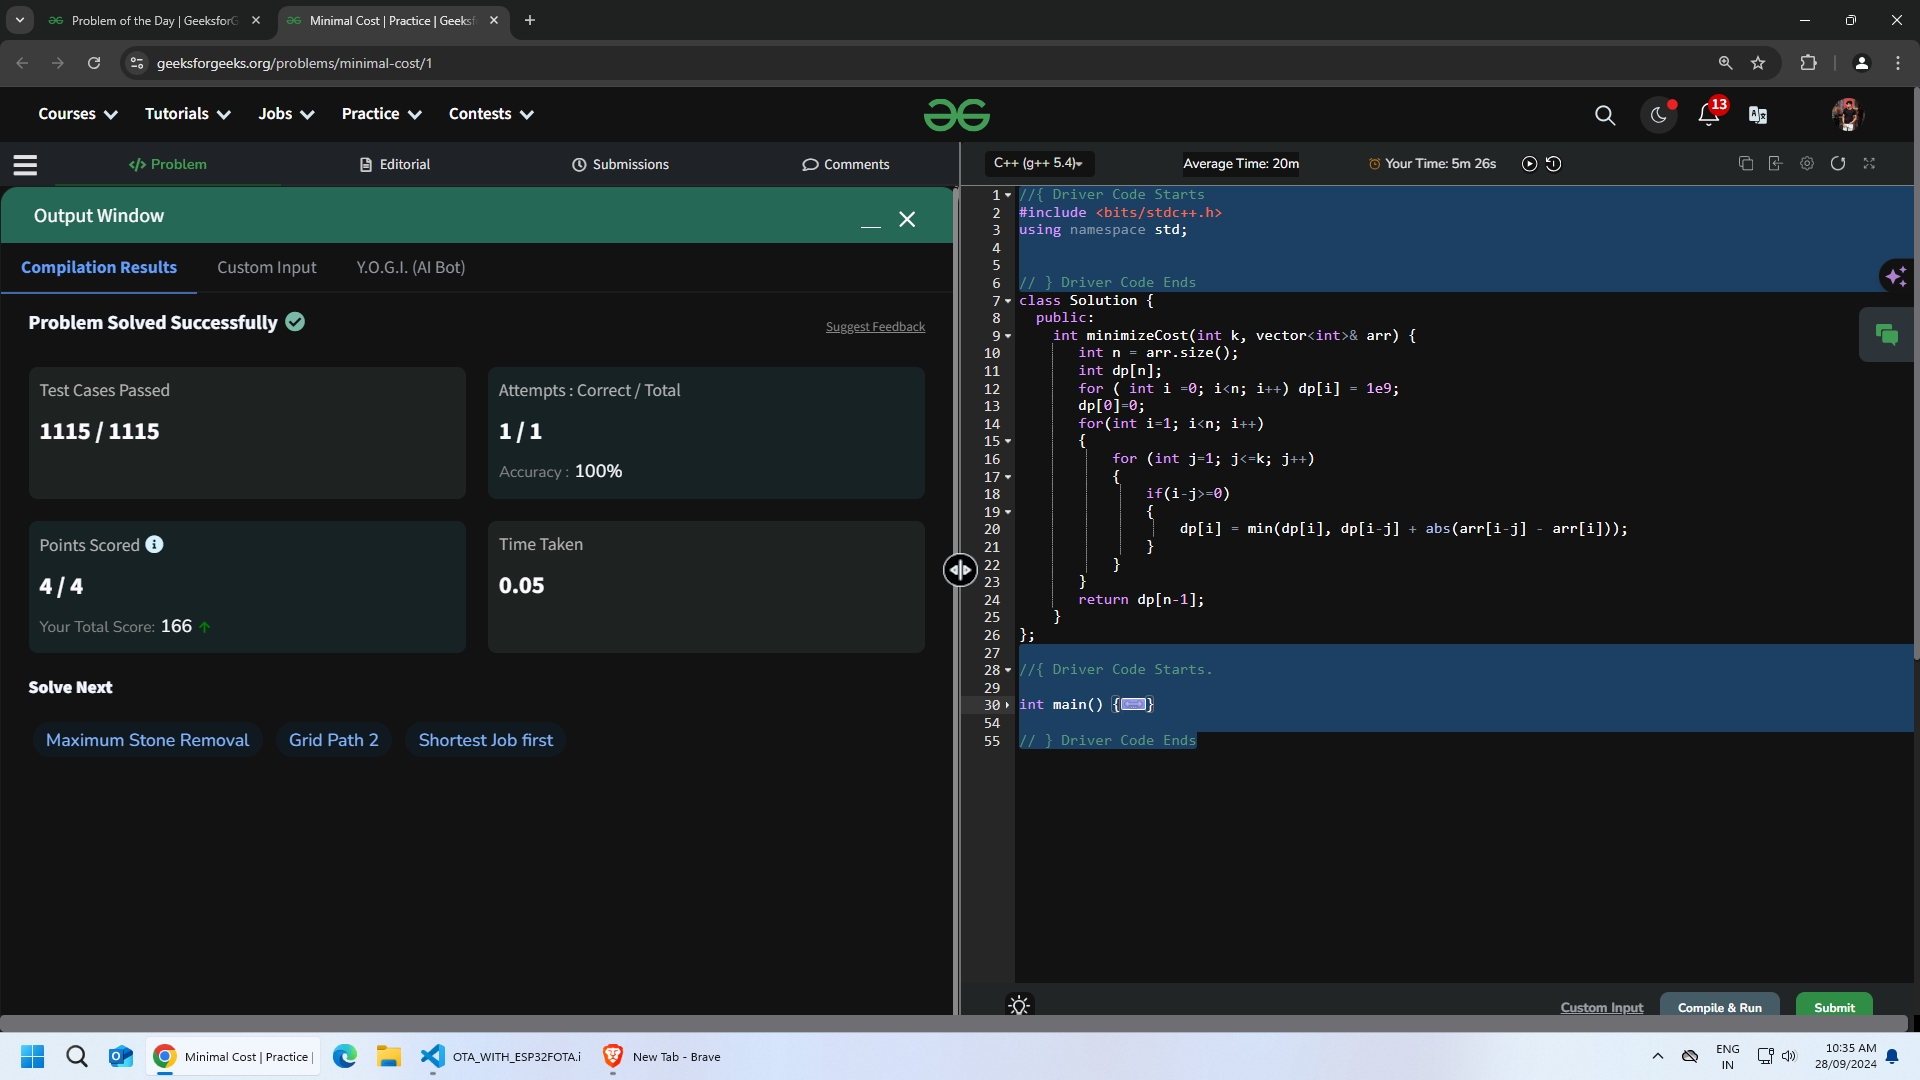 Problem of the Day | GeeksforG
Minimal Cost | Practice | Geeksf
geeksforgeeks.org/problems/minimal-cost/1
Courses
Tutorials
Jobs
Practice
Contests
13
</> Problem
Editorial
Submissions
Comments
C++ (g++ 5.4)
Average Time: 20m
Your Time: 5m 26s
Output Window
Compilation Results
Custom Input
Y.O.G.I. (AI Bot)
Problem Solved Successfully
Suggest Feedback
Test Cases Passed
1115 / 1115
Attempts : Correct / Total
1 / 1
Accuracy : 100%
Points Scored
4 / 4
Your Total Score: 166
Time Taken
0.05
Solve Next
Maximum Stone Removal
Grid Path 2
Shortest Job first
1 //{ Driver Code Starts
2 #include <bits/stdc++.h>
3 using namespace std;
4
5
6 // } Driver Code Ends
7 class Solution {
8 public:
9 int minimizeCost(int k, vector<int>& arr) {
10 int n = arr.size();
11 int dp[n];
12 for ( int i =0; i<n; i++) dp[i] = 1e9;
13 dp[0]=0;
14 for(int i=1; i<n; i++)
15 {
16 for (int j=1; j<=k; j++)
17 {
18 if(i-j>=0)
19 {
20 dp[i] = min(dp[i], dp[i-j] + abs(arr[i-j] - arr[i]));
21 }
22 }
23 }
24 return dp[n-1];
25 }
26 };
27
28 //{ Driver Code Starts.
29
30 int main() {}
54
55 // } Driver Code Ends
Custom Input
Compile & Run
Submit
Minimal Cost | Practice |
OTA_WITH_ESP32FOTA.i
New Tab - Brave
ENG
IN
10:35 AM
28/09/2024